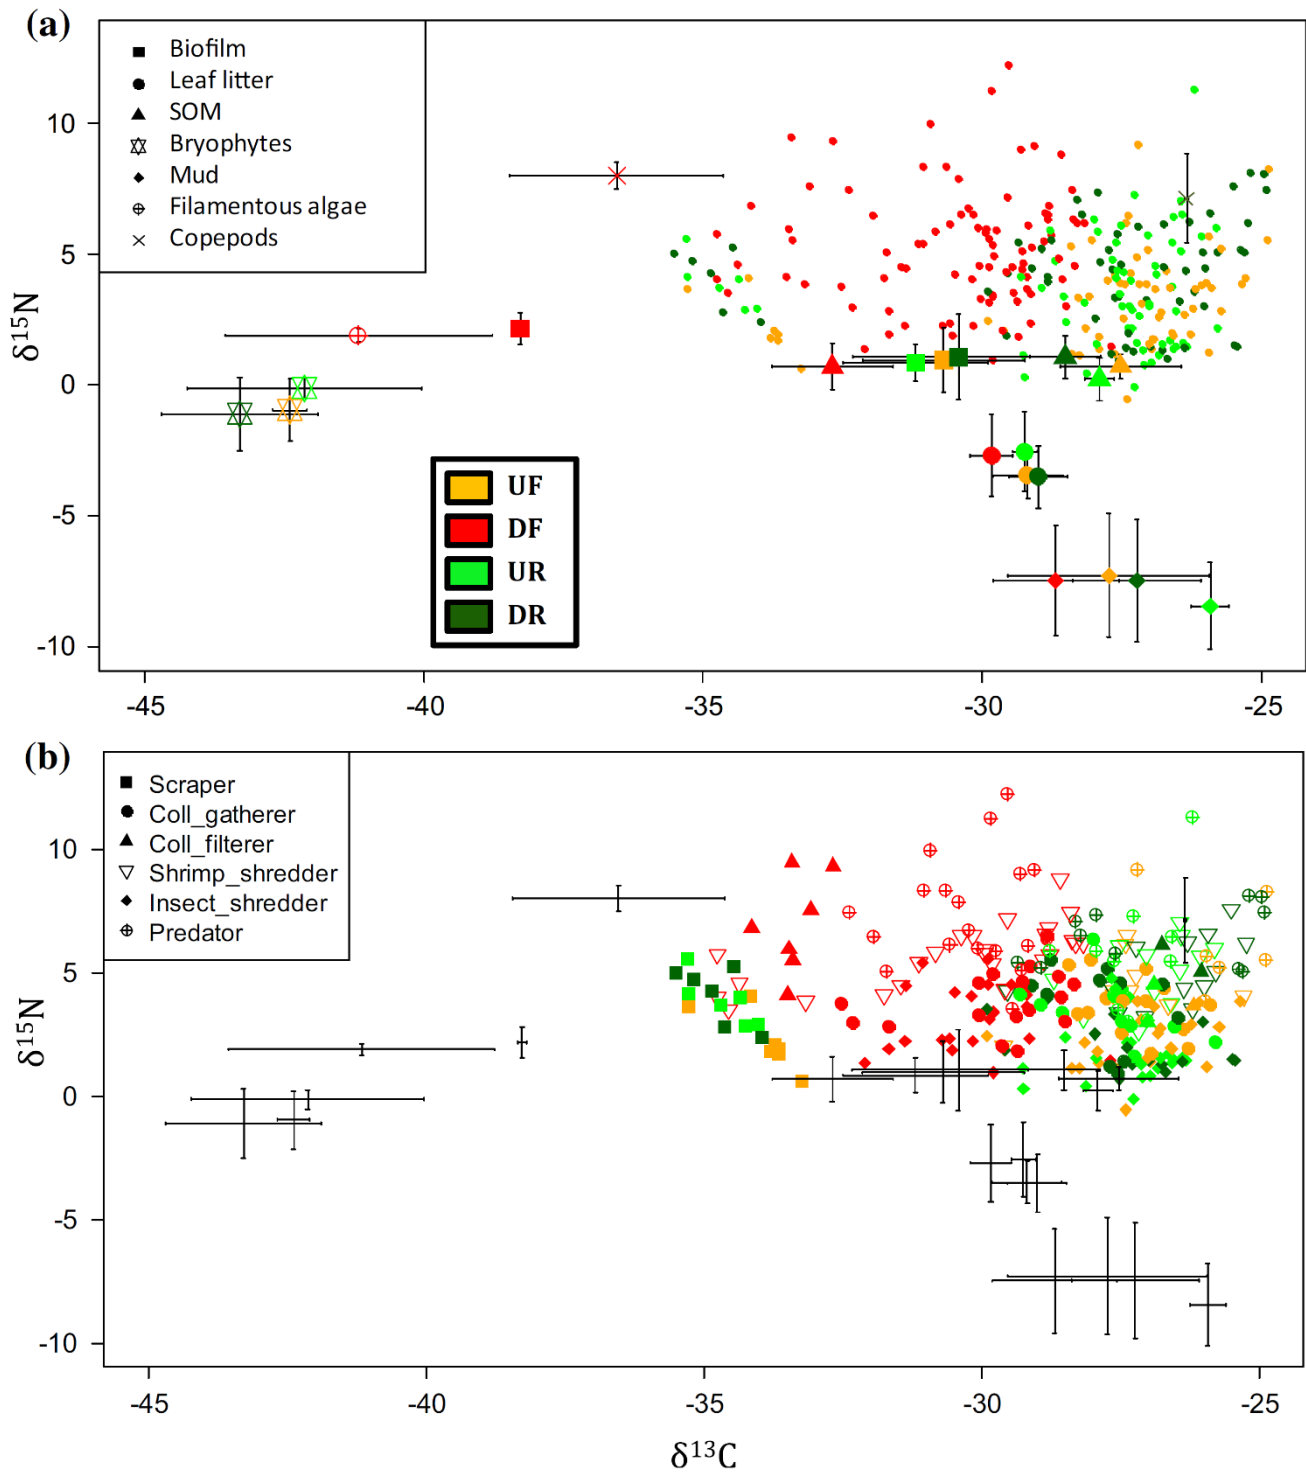 (a)
Biofilm
Leaf litter
SOM
Bryophytes
Mud
Filamentous algae
Copepods
10
5
0
-5
-10
δ¹⁵N
UF
DF
UR
DR
-45 -40 -35 -30 -25
(b)
Scraper
Coll_gatherer
Coll_filterer
Shrimp_shredder
Insect_shredder
Predator
10
5
0
-5
-10
δ¹⁵N
-45 -40 -35 -30 -25
δ¹³C